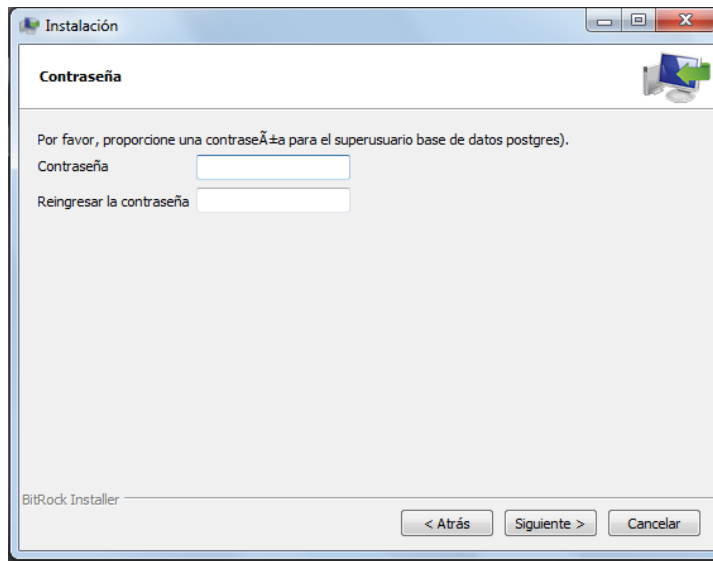 Instalación
Contraseña
Por favor, proporcione una contraseÃ±a para el superusuario base de datos postgres).
Contraseña
Reingresar la contraseña
BitRock Installer
< Atrás
Siguiente >
Cancelar